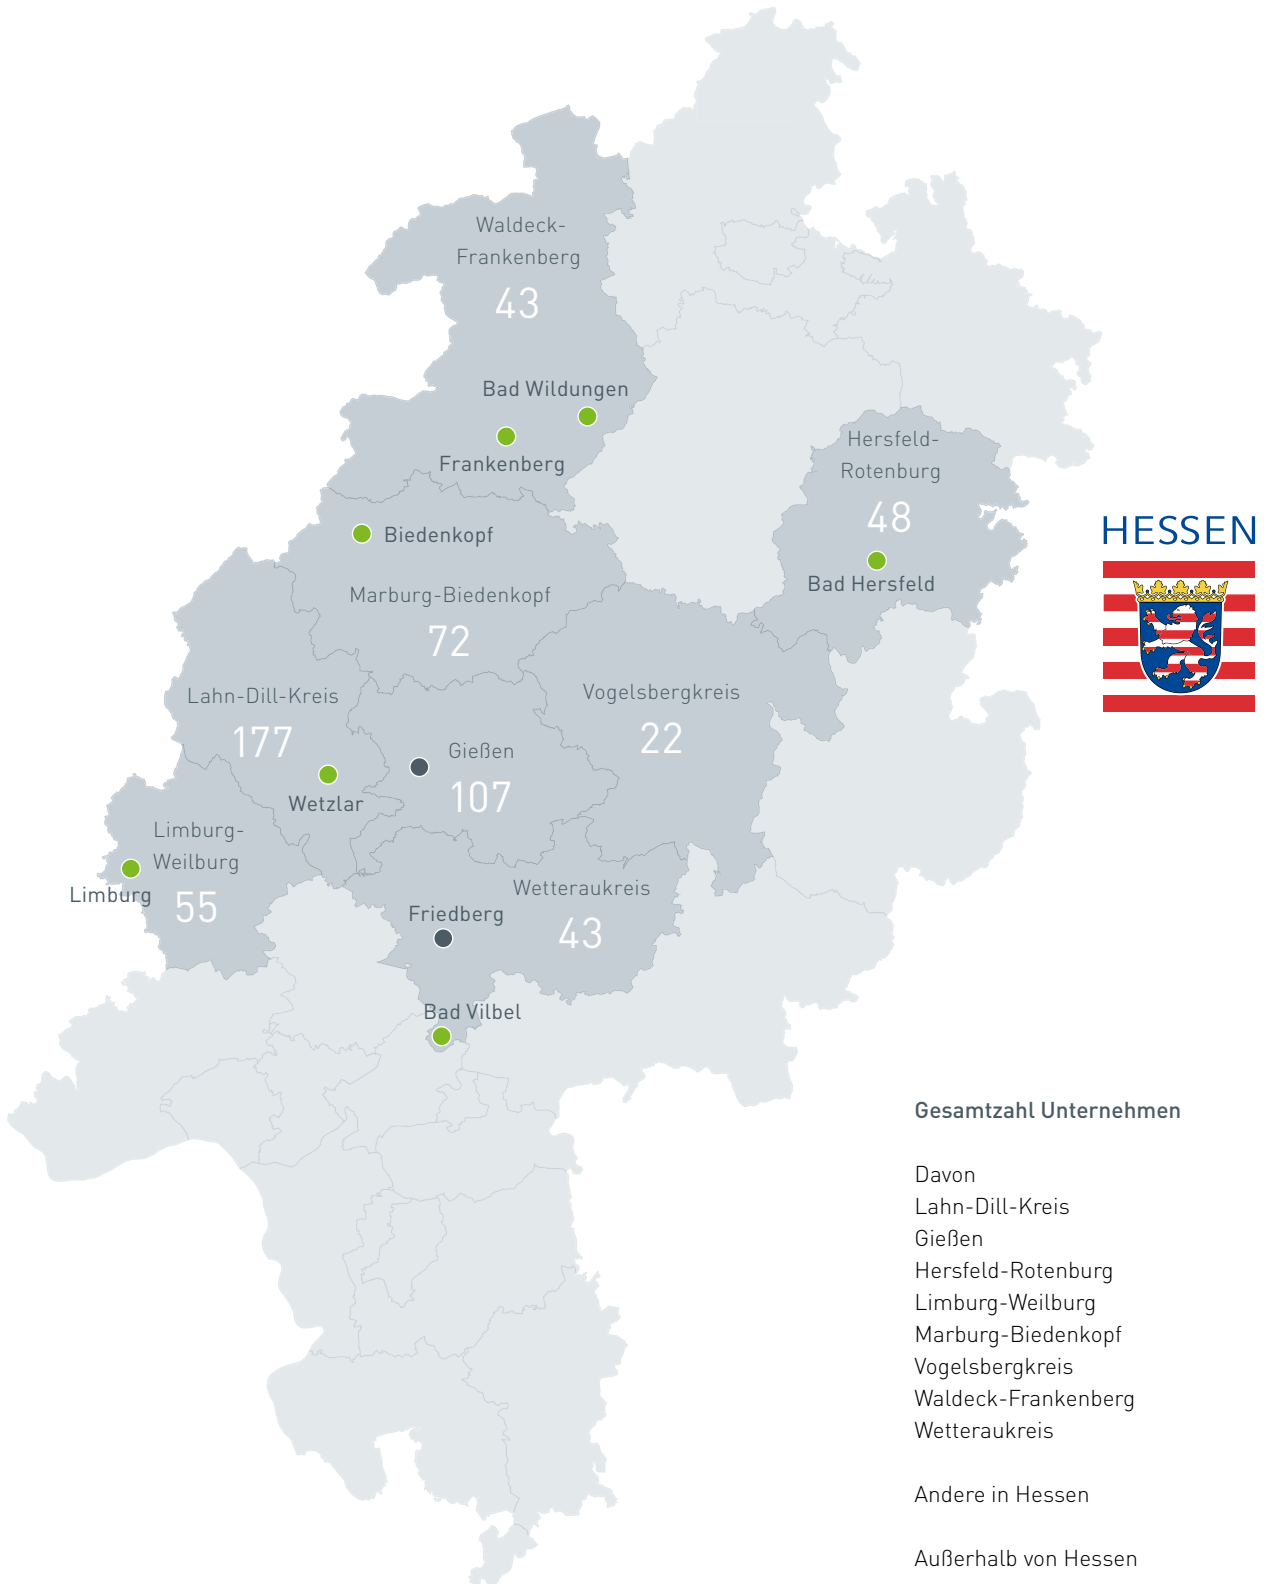 Waldeck-
Frankenberg
43
Bad Wildungen
Frankenberg
Hersfeld-
Rotenburg
48
Bad Hersfeld
HESSEN
Biedenkopf
Marburg-Biedenkopf
72
Lahn-Dill-Kreis
177
Wetzlar
Gießen
107
Vogelsbergkreis
22
Limburg-
Weilburg
55
Limburg
Wetteraukreis
43
Friedberg
Bad Vilbel
Gesamtzahl Unternehmen
Davon
Lahn-Dill-Kreis
Gießen
Hersfeld-Rotenburg
Limburg-Weilburg
Marburg-Biedenkopf
Vogelsbergkreis
Waldeck-Frankenberg
Wetteraukreis
Andere in Hessen
Außerhalb von Hessen